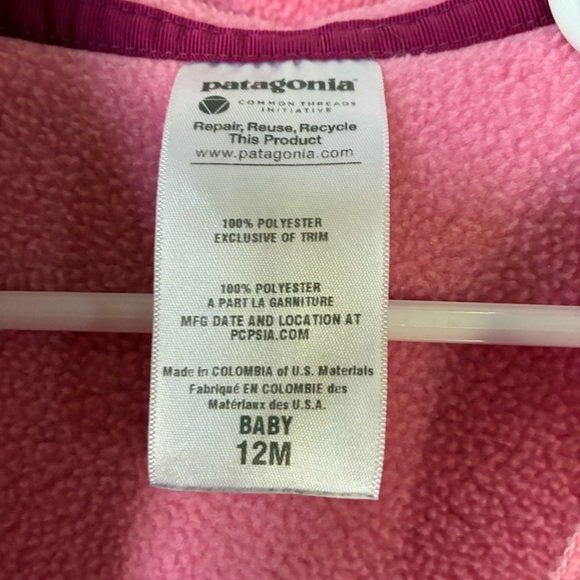 patagonia
COMMON THREADS
INITIATIVE
Repair, Reuse, Recycle
This Product
www.patagonia.com
100% POLYESTER
EXCLUSIVE OF TRIM
100% POLYESTER
A PART LA GARNITURE
MFG DATE AND LOCATION AT
PCPSIA.COM
Made in COLOMBIA of U.S. Materials
Fabriqué EN COLOMBIE des
Matériaux des U.S.A.
BABY
12M